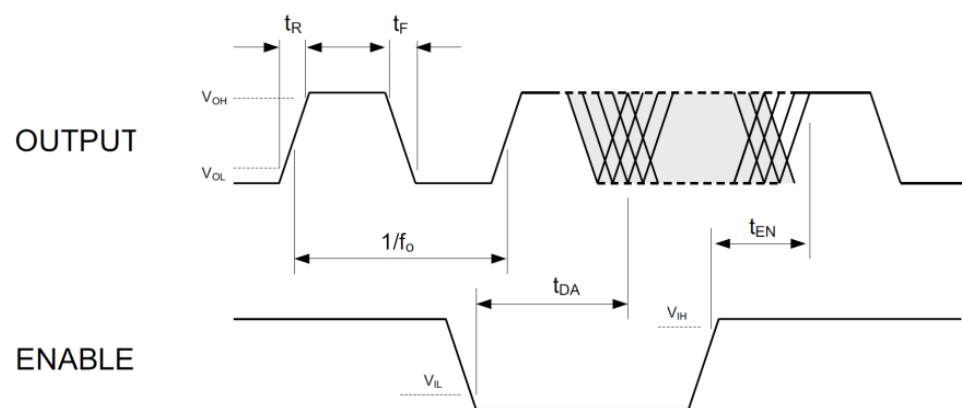 tR tF
VOH
OUTPUT
VOL
tEN
1/fo
tDA
VIH
ENABLE
VIL